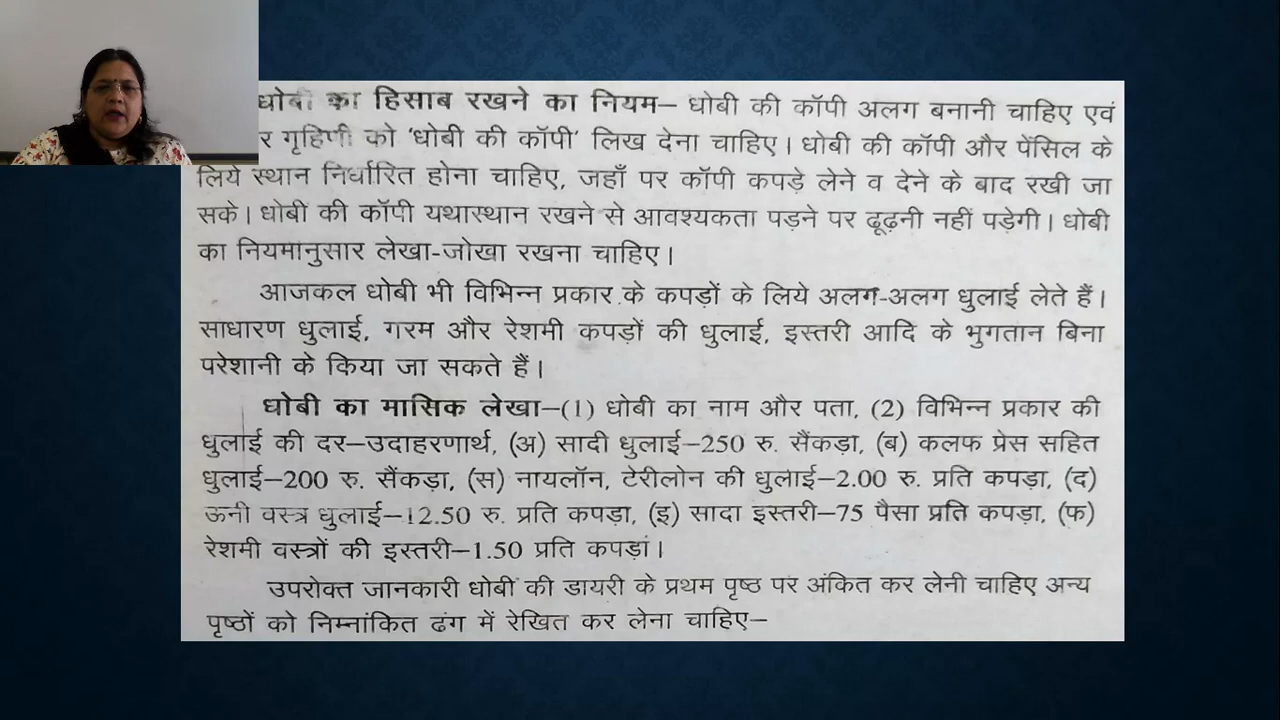 धोबी का हिसाब रखने का नियम– धोबी की कॉपी अलग बनानी चाहिए एवं
र गृहिणी को 'धोबी की कॉपी' लिख देना चाहिए। धोबी की कॉपी और पेंसिल के
लिये स्थान निर्धारित होना चाहिए, जहाँ पर कॉपी कपड़े लेने व देने के बाद रखी जा
सके। धोबी की कॉपी यथास्थान रखने से आवश्यकता पड़ने पर ढूढ़नी नहीं पड़ेगी। धोबी
का नियमानुसार लेखा-जोखा रखना चाहिए।
आजकल धोबी भी विभिन्न प्रकार के कपड़ों के लिये अलग-अलग धुलाई लेते हैं।
साधारण धुलाई, गरम और रेशमी कपड़ों की धुलाई, इस्तरी आदि के भुगतान बिना
परेशानी के किया जा सकते हैं।
धोबी का मासिक लेखा–(1) धोबी का नाम और पता, (2) विभिन्न प्रकार की
धुलाई की दर–उदाहरणार्थ, (अ) सादी धुलाई–250 रु. सैंकड़ा, (ब) कलफ प्रेस सहित
धुलाई–200 रु. सैंकड़ा, (स) नायलॉन, टेरीलोन की धुलाई–2.00 रु. प्रति कपड़ा, (द)
ऊनी वस्त्र धुलाई–12.50 रु. प्रति कपड़ा, (इ) सादा इस्तरी–75 पैसा प्रति कपड़ा, (फ)
रेशमी वस्त्रों की इस्तरी–1.50 प्रति कपड़ां।
उपरोक्त जानकारी धोबी की डायरी के प्रथम पृष्ठ पर अंकित कर लेनी चाहिए अन्य
पृष्ठों को निम्नांकित ढंग में रेखित कर लेना चाहिए–